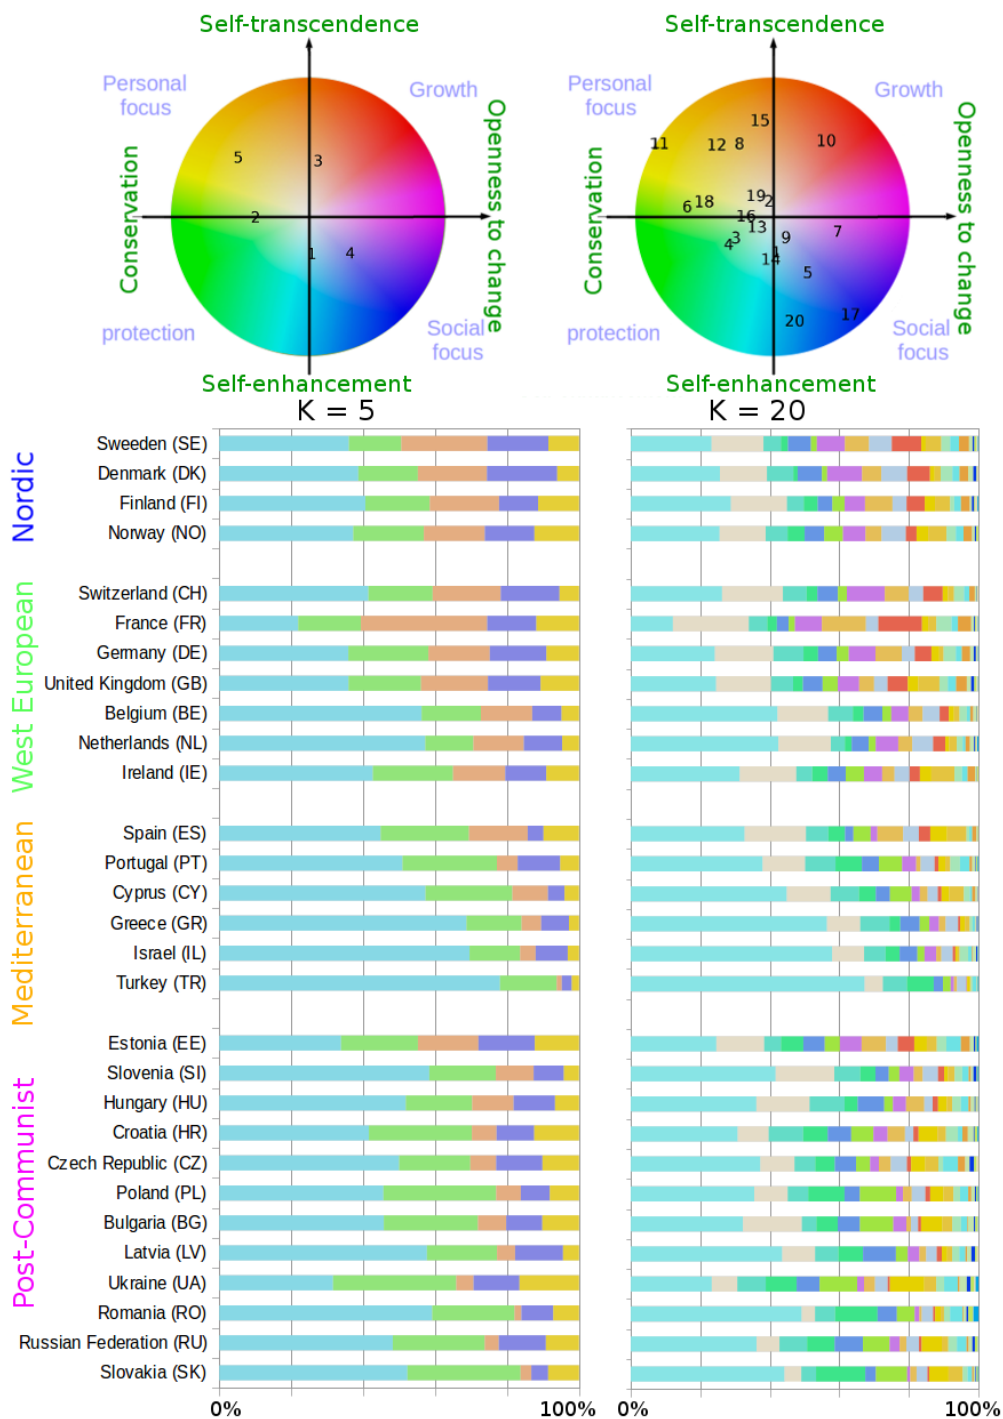 Self-transcendence
Self-transcendence
Personal
focus
Growth
Personal
focus
Growth
Conservation
Openness to change
Conservation
Openness to change
5
3
2
1
4
15
11
12
8
10
19
2
6
18
16
13
7
3
9
4
1
14
5
20
17
protection
Social
focus
protection
Social
focus
Self-enhancement
Self-enhancement
K = 5
K = 20
Nordic
Sweden (SE)
Denmark (DK)
Finland (FI)
Norway (NO)
West European
Switzerland (CH)
France (FR)
Germany (DE)
United Kingdom (GB)
Belgium (BE)
Netherlands (NL)
Ireland (IE)
Mediterranean
Spain (ES)
Portugal (PT)
Cyprus (CY)
Greece (GR)
Israel (IL)
Turkey (TR)
Post-Communist
Estonia (EE)
Slovenia (SI)
Hungary (HU)
Croatia (HR)
Czech Republic (CZ)
Poland (PL)
Bulgaria (BG)
Latvia (LV)
Ukraine (UA)
Romania (RO)
Russian Federation (RU)
Slovakia (SK)
0%
100%
0%
100%